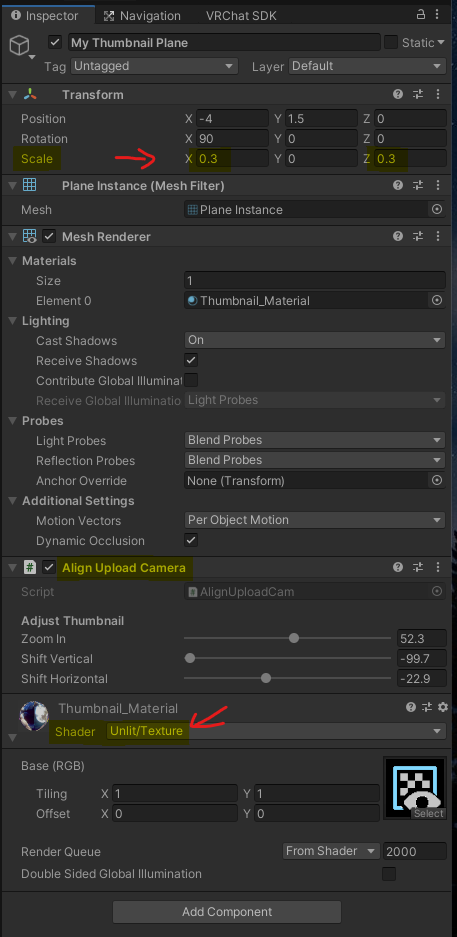 Inspector Navigation VRChat SDK
My Thumbnail Plane Static
Tag Untagged Layer Default
Transform
Position X -4 Y 1.5 Z 0
Rotation X 90 Y 0 Z 0
Scale X 0.3 Y 0 Z 0.3
Plane Instance (Mesh Filter)
Mesh Plane Instance
Mesh Renderer
Materials
Size 1
Element 0 Thumbnail_Material
Lighting
Cast Shadows On
Receive Shadows
Contribute Global Illuminat
Receive Global Illuminatio Light Probes
Probes
Light Probes Blend Probes
Reflection Probes Blend Probes
Anchor Override None (Transform)
Additional Settings
Motion Vectors Per Object Motion
Dynamic Occlusion
# Align Upload Camera
Script # AlignUploadCam
Adjust Thumbnail
Zoom In 52.3
Shift Vertical -99.7
Shift Horizontal -22.9
Thumbnail_Material
Shader Unlit/Texture
Base (RGB)
Tiling X 1 Y 1
Offset X 0 Y 0
Select
Render Queue From Shader 2000
Double Sided Global Illumination
Add Component